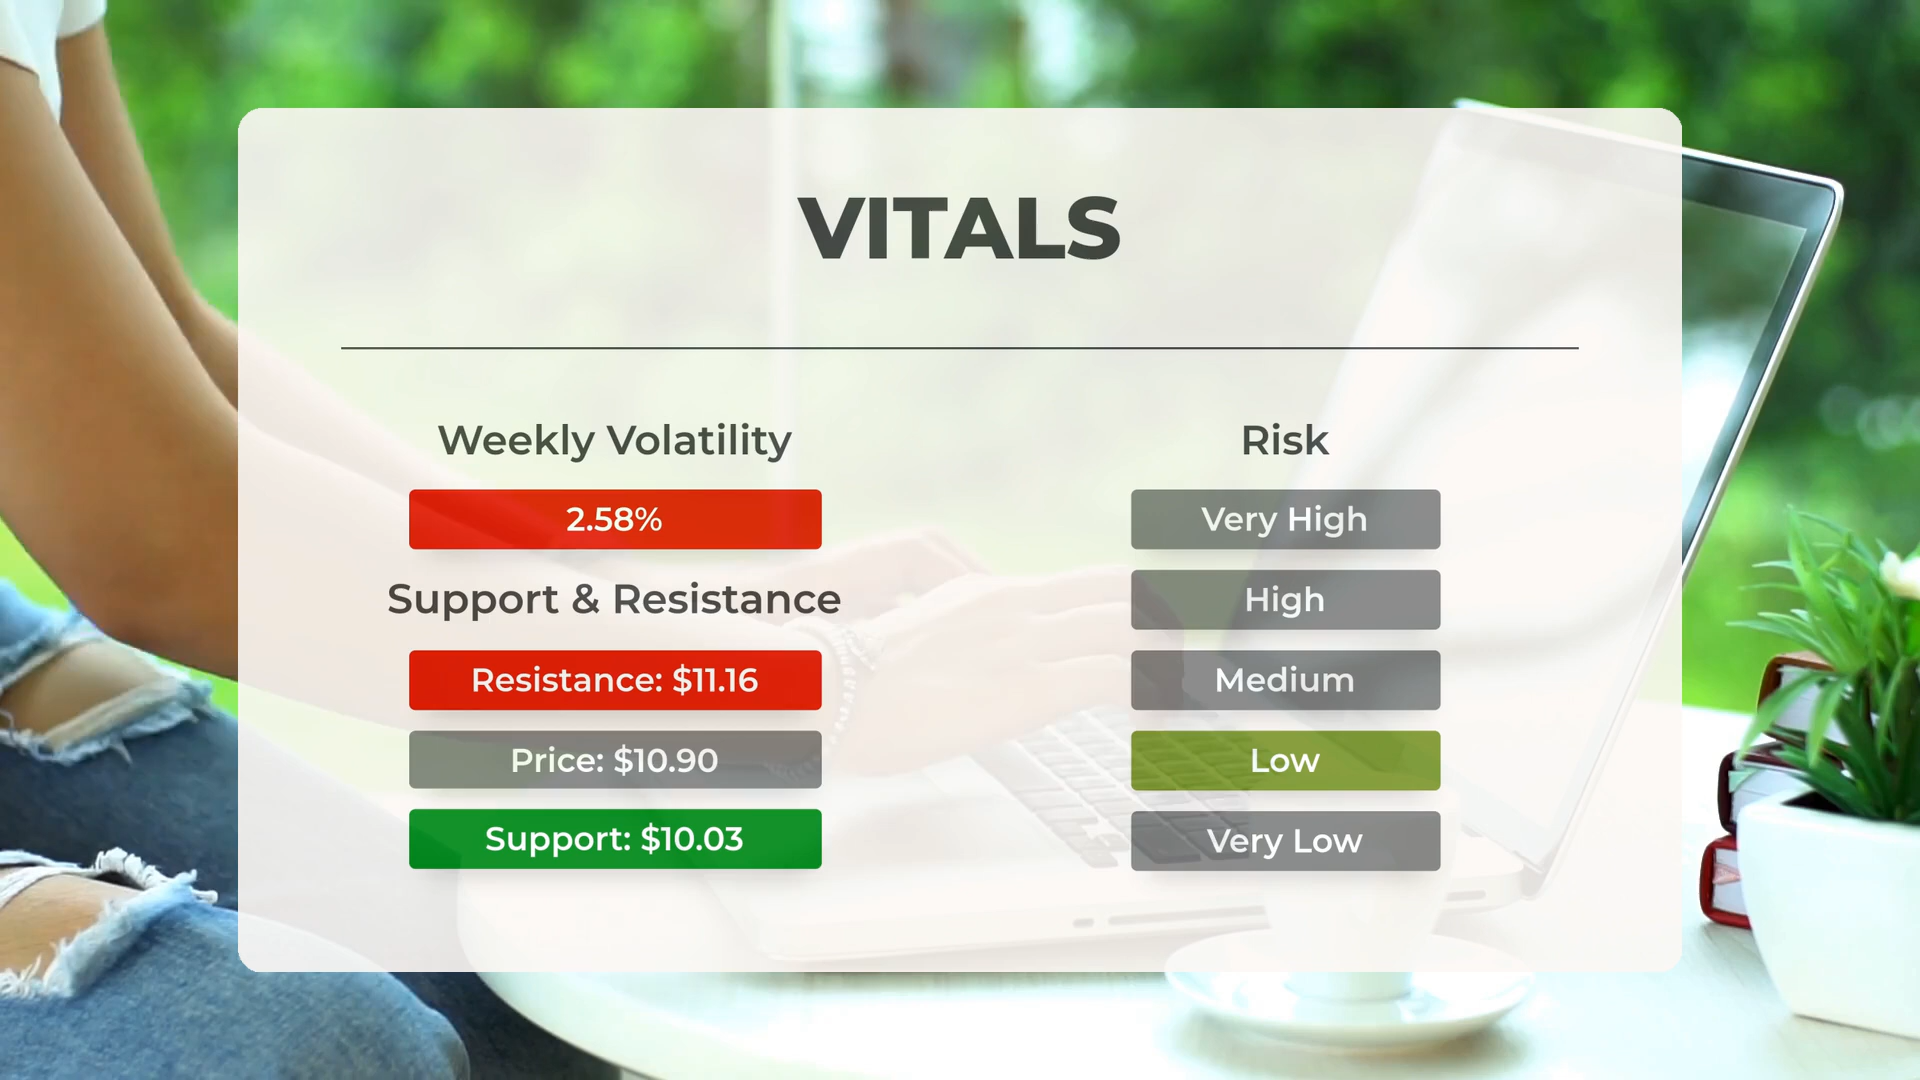 VITALS
Weekly Volatility
2.58%
Support & Resistance
Resistance: $11.16
Price: $10.90
Support: $10.03
Risk
Very High
High
Medium
Low
Very Low